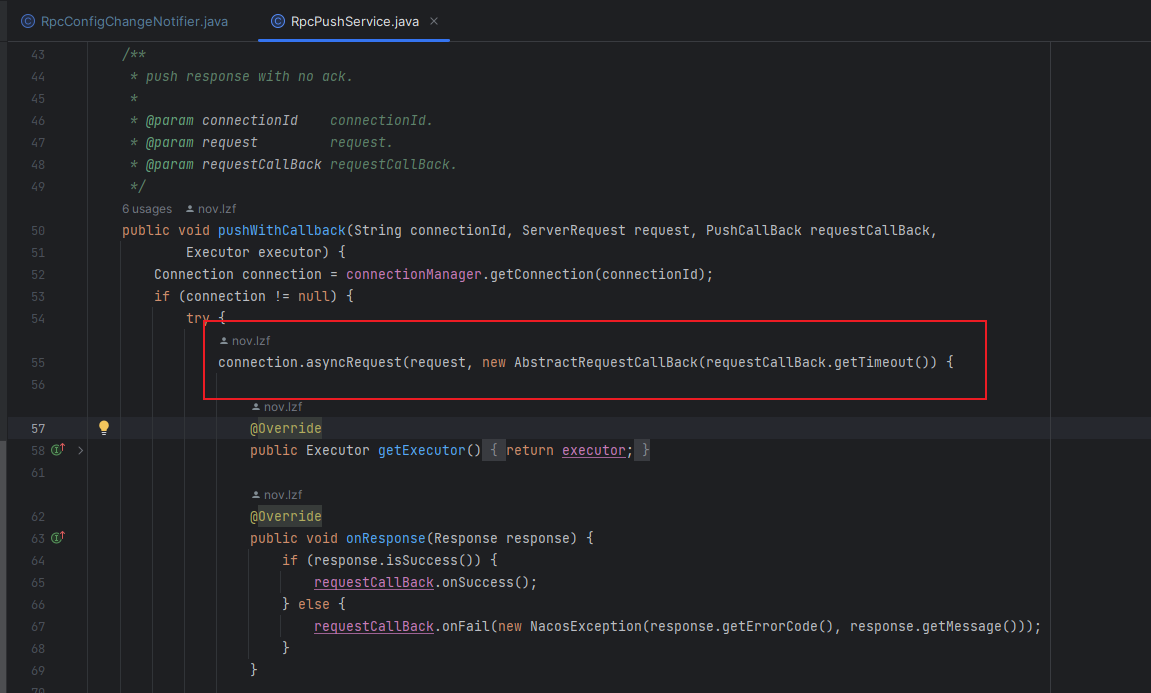 RpcConfigChangeNotifier.java RpcPushService.java
43 /**
44 * push response with no ack.
45 *
46 * @param connectionId connectionId.
47 * @param request request.
48 * @param requestCallBack requestCallBack.
49 */
6 usages nov.lzf
50 public void pushWithCallback(String connectionId, ServerRequest request, PushCallBack requestCallBack,
51 Executor executor) {
52 Connection connection = connectionManager.getConnection(connectionId);
53 if (connection != null) {
54 try {
nov.lzf
55 connection.asyncRequest(request, new AbstractRequestCallBack(requestCallBack.getTimeout()) {
56
nov.lzf
57 @Override
58 public Executor getExecutor() { return executor; }
61
nov.lzf
62 @Override
63 public void onResponse(Response response) {
64 if (response.isSuccess()) {
65 requestCallBack.onSuccess();
66 } else {
67 requestCallBack.onFail(new NacosException(response.getErrorCode(), response.getMessage()));
68 }
69 }
70